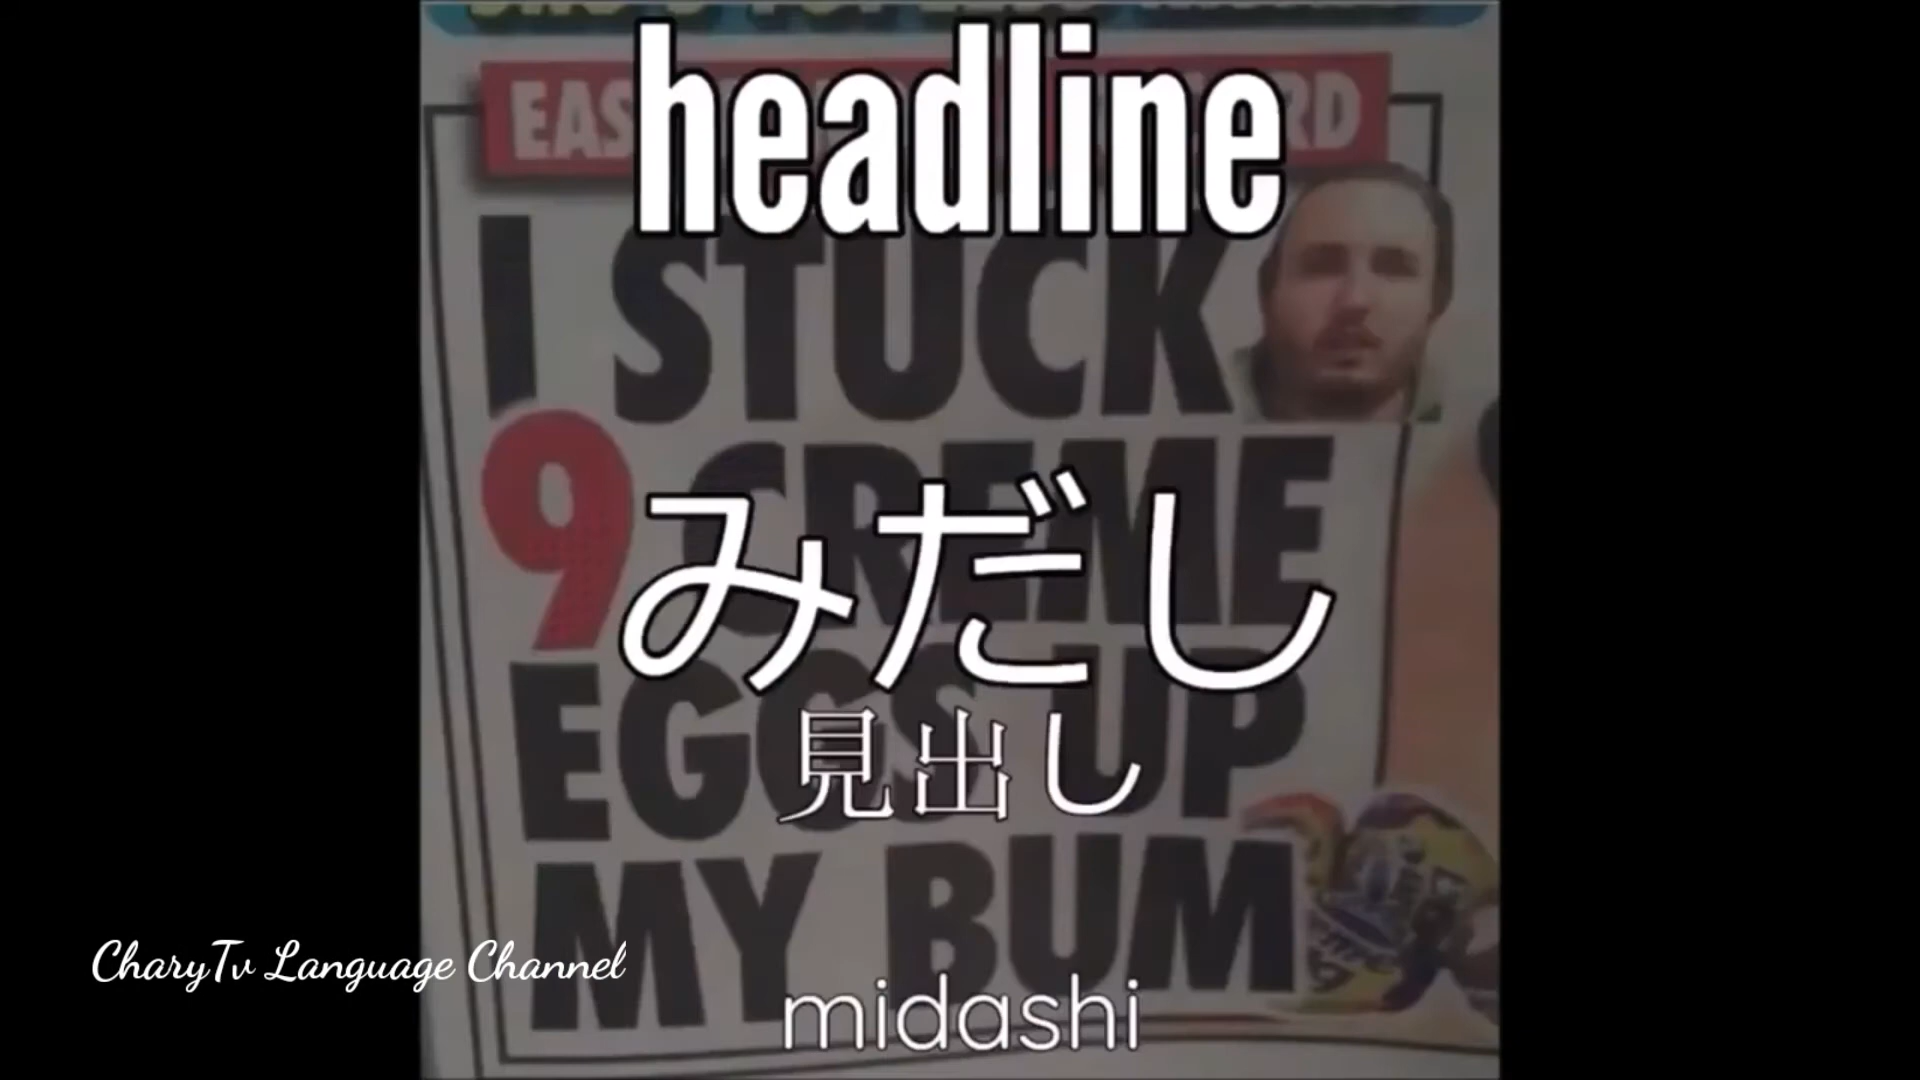 headline
I STUCK
9 CREME
みだし
EGGS UP
見出し
MY BUM
CharyTv Language Channel
midashi